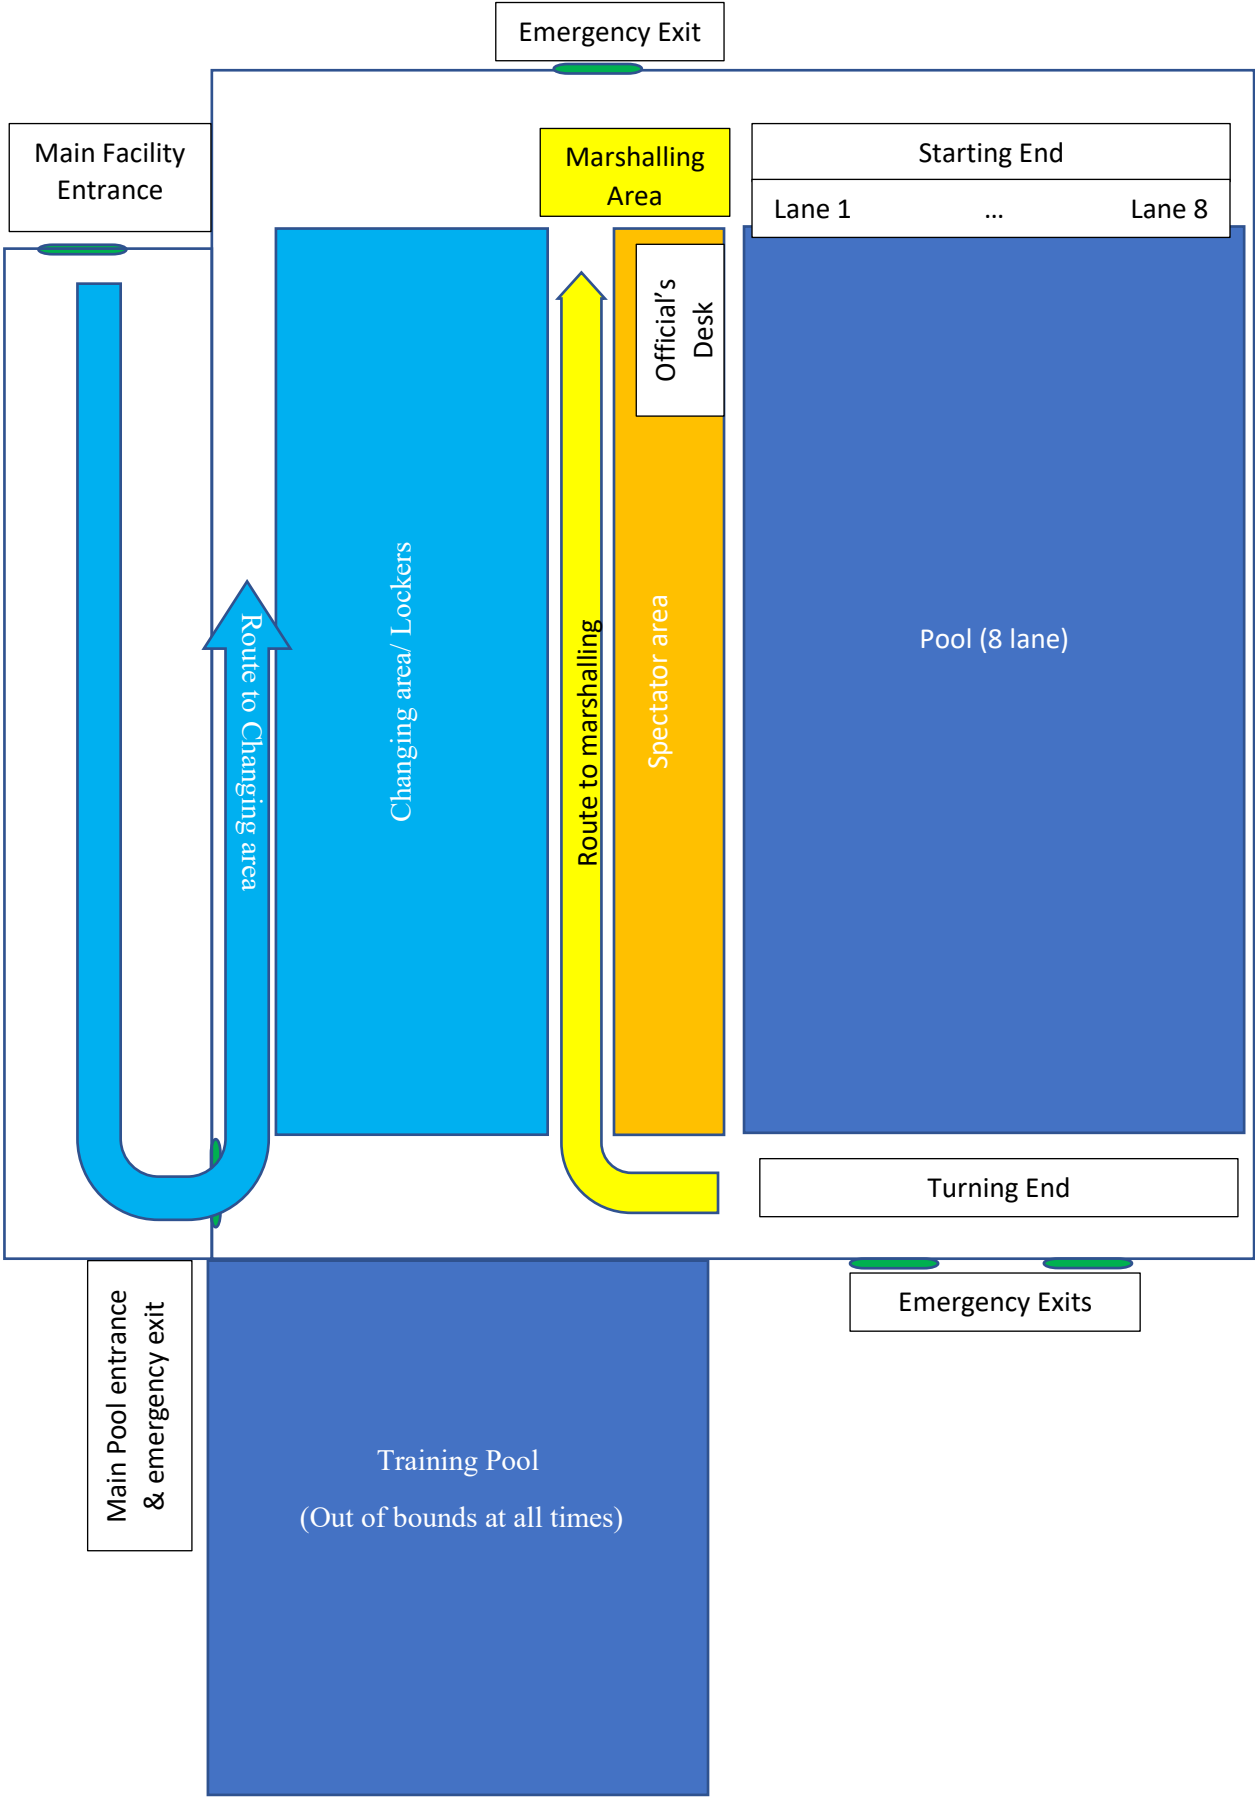 Emergency Exit
Main Facility
Entrance
Marshalling
Area
Starting End
Lane 1 ... Lane 8
Official's
Desk
Route to Changing area
Changing area/ Lockers
Route to marshalling
Spectator area
Pool (8 lane)
Turning End
Main Pool entrance
& emergency exit
Emergency Exits
Training Pool
(Out of bounds at all times)